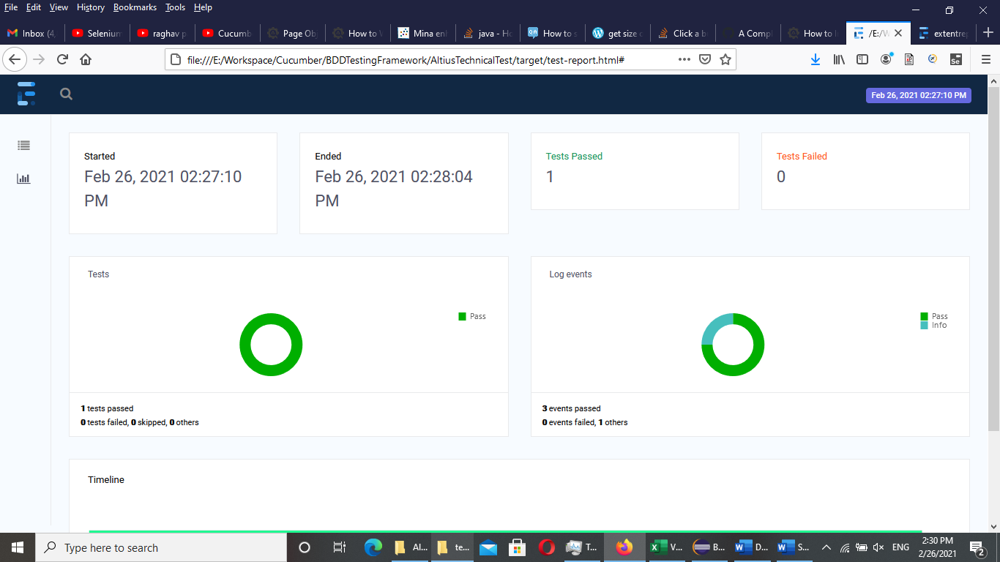 File Edit View History Bookmarks Tools Help
Inbox (4, Selenium raghav p Cucumb Page Ob How to Mina enh java - Ho How to s get size o Click a b A Compl How to I /E:/W extentrep
file:///E:/Workspace/Cucumber/BDDTestingFramework/AltiusTechnicalTest/target/test-report.html#
Feb 26, 2021 02:27:10 PM
Started
Feb 26, 2021 02:27:10
PM
Ended
Feb 26, 2021 02:28:04
PM
Tests Passed
1
Tests Failed
0
Tests
Pass
1 tests passed
0 tests failed, 0 skipped, 0 others
Log events
Pass
Info
3 events passed
0 events failed, 1 others
Timeline
Type here to search
Al... te... T... V... B... D... S... ENG
2:30 PM
2/26/2021
2